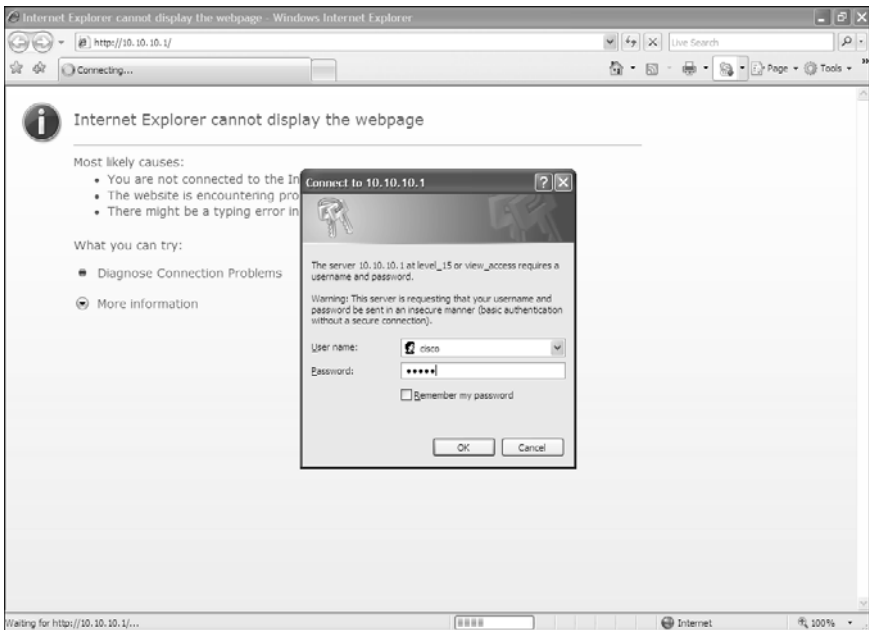 Internet Explorer cannot display the webpage - Windows Internet Explorer
http://10.10.10.1/
Live Search
Connecting...
Page
Tools
Internet Explorer cannot display the webpage
Most likely causes:
You are not connected to the In
The website is encountering pro
There might be a typing error in
What you can try:
Diagnose Connection Problems
More information
Connect to 10.10.10.1
The server 10.10.10.1 at level_15 or view_access requires a
username and password.
Warning: This server is requesting that your username and
password be sent in an insecure manner (basic authentication
without a secure connection).
User name:
cisco
Password:
•••••
Remember my password
OK
Cancel
Waiting for http://10.10.10.1/...
Internet
100%